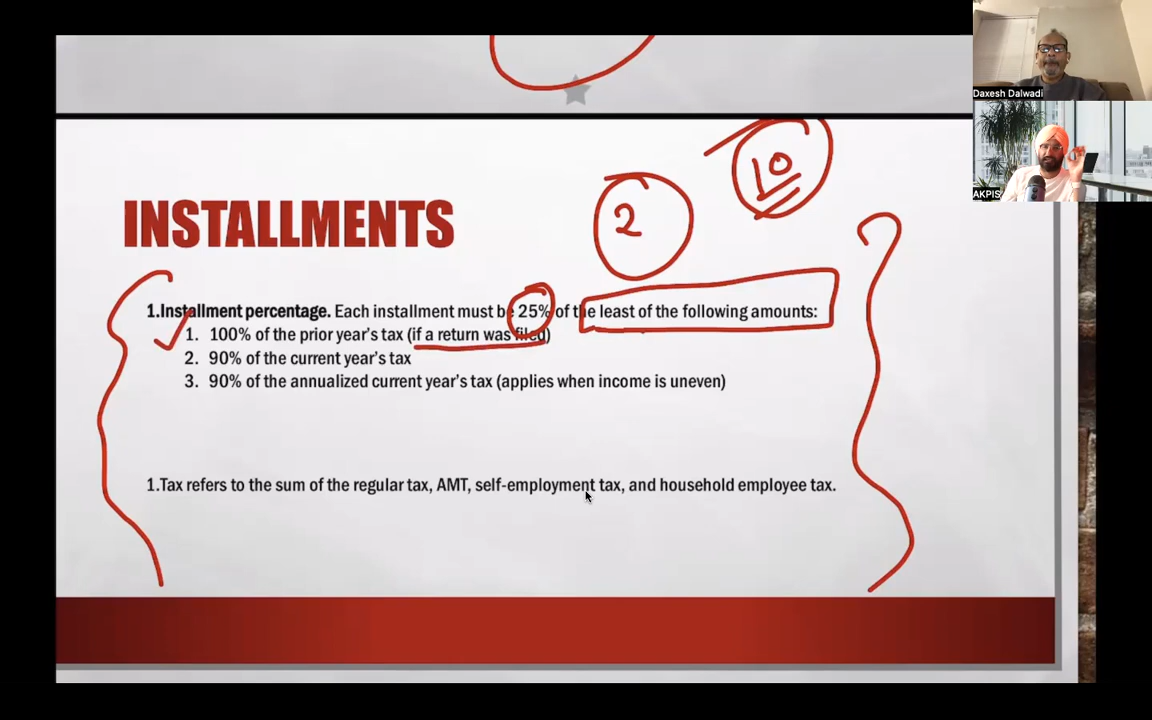 Daxesh Dalwadi
10
AKPIS
2
INSTALLMENTS
1.Installment percentage. Each installment must be 25% of the least of the following amounts:
1. 100% of the prior year's tax (if a return was filed)
2. 90% of the current year's tax
3. 90% of the annualized current year's tax (applies when income is uneven)
1.Tax refers to the sum of the regular tax, AMT, self-employment tax, and household employee tax.